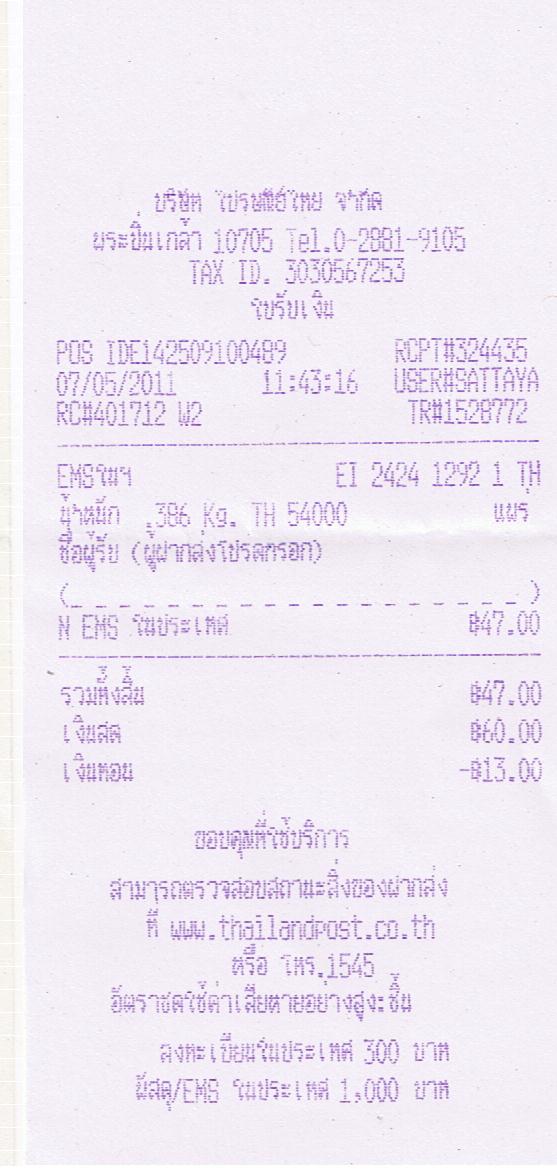 บริษัท ไปรษณีย์ไทย จำกัด
พระปิ่นเกล้า 10705 Tel.0-2881-9105
TAX ID. 3030567253
ใบรับเงิน
POS IDE142509100489 RCPT#324435
07/05/2011 11:43:16 USER#SATTAYA
RC#401712 W2 TR#1528772
EMSในฯ EI 2424 1292 1 TH
น้ำหนัก .386 Kg. TH 54000 แพร่
ชื่อผู้รับ (ผู้ฝากส่งโปรดกรอก)
(_ _ _ _ _ _ _ _ _ _ _ _ _ _ _ _ _ _)
N EMS ในประเทศ ฿47.00
รวมทั้งสิ้น ฿47.00
เงินสด ฿60.00
เงินทอน -฿13.00
ขอบคุณที่ใช้บริการ
สามารถตรวจสอบสถานะสิ่งของฝากส่ง
ที่ www.thailandpost.co.th
หรือ โทร.1545
อัตราชดใช้ค่าเสียหายอย่างสูง:ชิ้น
ลงทะเบียนในประเทศ 300 บาท
พัสดุ/EMS ในประเทศ 1,000 บาท